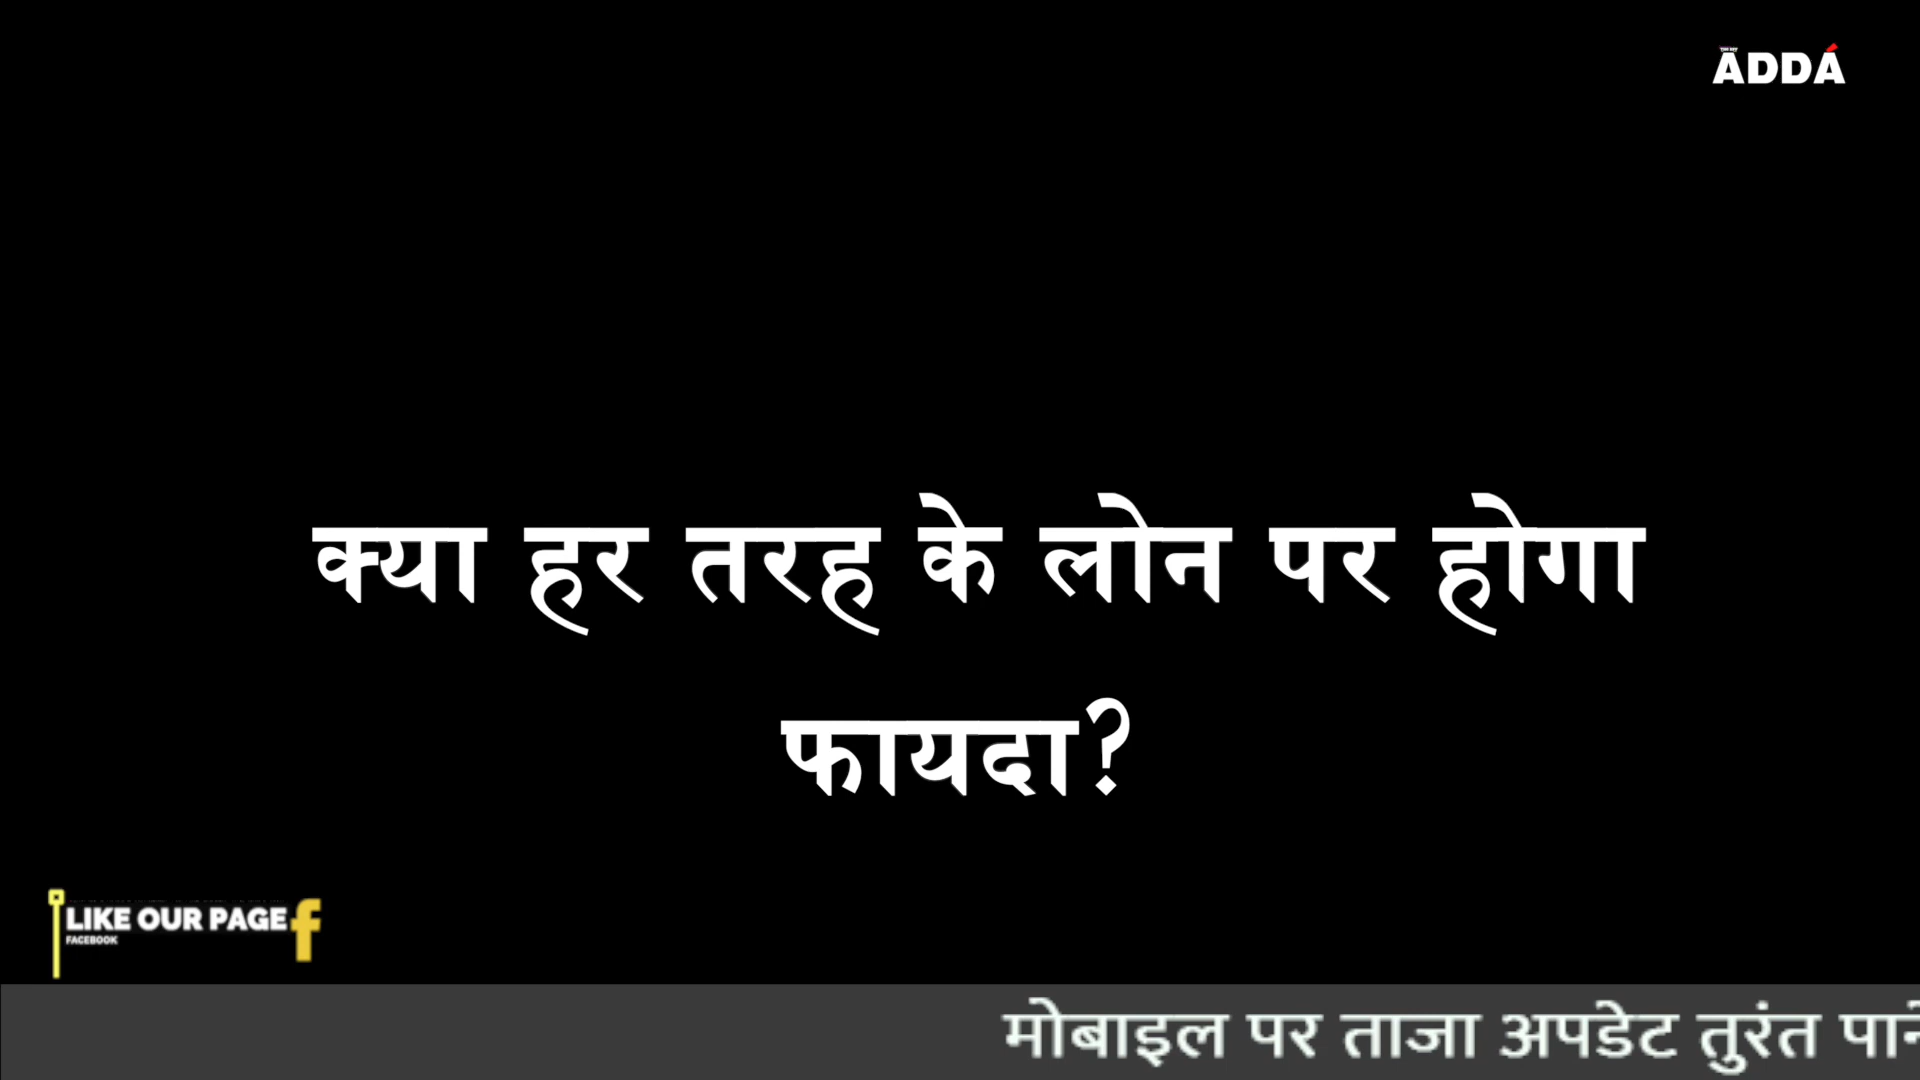 ADDA
क्या हर तरह के लोन पर होगा
फायदा?
LIKE OUR PAGE
FACEBOOK
मोबाइल पर ताजा अपडेट तुरंत पाने